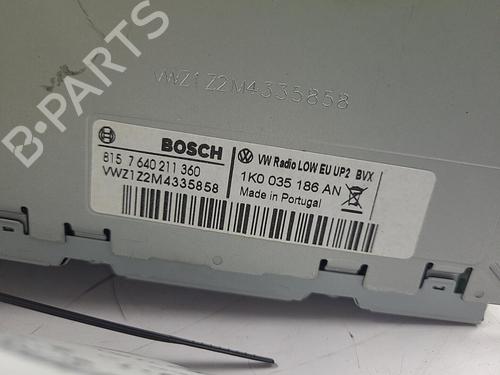 B-PARTS
VWZ1Z2M4335858
BOSCH
VW Radio LOW EU UP2 BVX
815 7 640 211 360
1K0 035 186 AN
VWZ1Z2M4335858
Made in Portugal